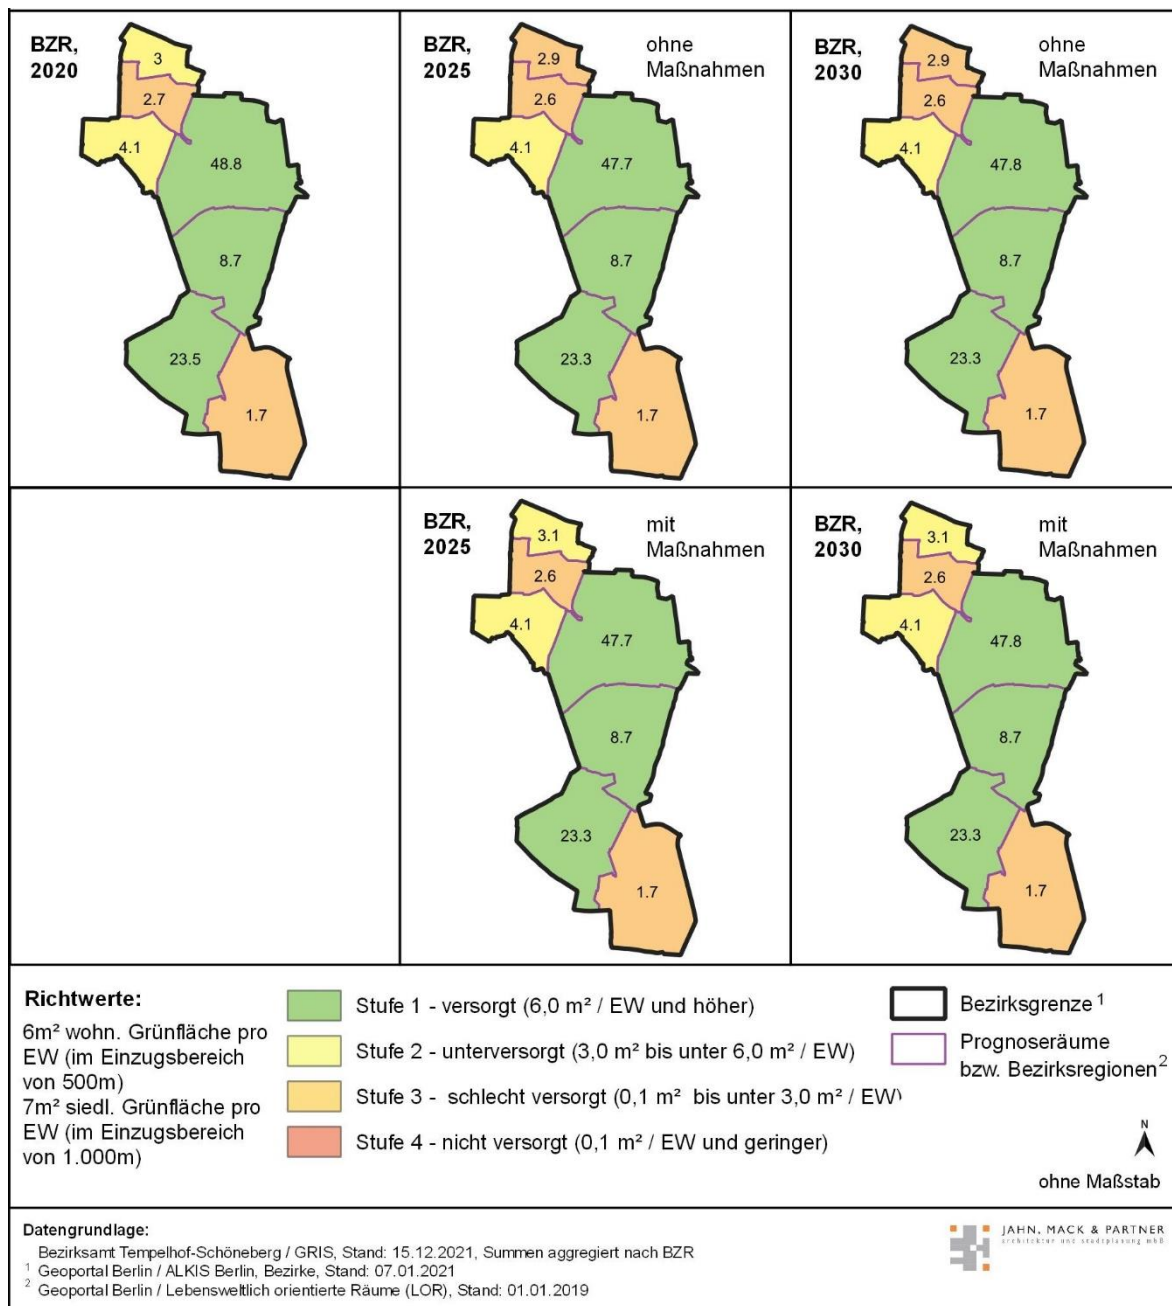 BZR,
2020
3
2.7
4.1
48.8
8.7
23.5
1.7
BZR,
2025
ohne
Maßnahmen
2.9
2.6
4.1
47.7
8.7
23.3
1.7
BZR,
2030
ohne
Maßnahmen
2.9
2.6
4.1
47.8
8.7
23.3
1.7
BZR,
2025
mit
Maßnahmen
3.1
2.6
4.1
47.7
8.7
23.3
1.7
BZR,
2030
mit
Maßnahmen
3.1
2.6
4.1
47.8
8.7
23.3
1.7
Richtwerte:
6m² wohn. Grünfläche pro
EW (im Einzugsbereich
von 500m)
7m² siedl. Grünfläche pro
EW (im Einzugsbereich
von 1.000m)
Stufe 1 - versorgt (6,0 m² / EW und höher)
Stufe 2 - unterversorgt (3,0 m² bis unter 6,0 m² / EW)
Stufe 3 - schlecht versorgt (0,1 m² bis unter 3,0 m² / EW)
Stufe 4 - nicht versorgt (0,1 m² / EW und geringer)
Bezirksgrenze ¹
Prognoseräume
bzw. Bezirksregionen²
N
ohne Maßstab
Datengrundlage:
Bezirksamt Tempelhof-Schöneberg / GRIS, Stand: 15.12.2021, Summen aggregiert nach BZR
¹ Geoportal Berlin / ALKIS Berlin, Bezirke, Stand: 07.01.2021
² Geoportal Berlin / Lebensweltlich orientierte Räume (LOR), Stand: 01.01.2019
JAHN, MACK & PARTNER
architektur und stadtplanung mbB